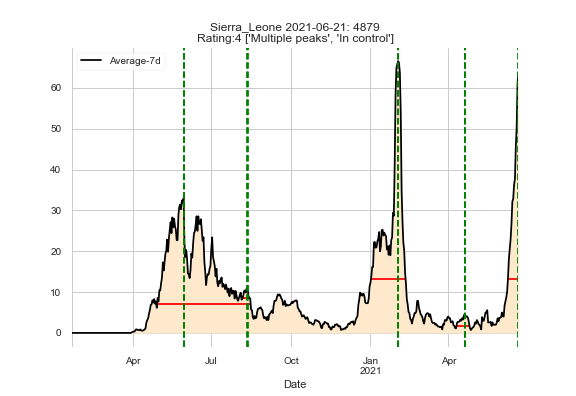 Sierra_Leone 2021-06-21: 4879
Rating:4 ['Multiple peaks', 'In control']
Average-7d
60
50
40
30
20
10
0
Apr
Jul
Oct
Jan
2021
Apr
Date